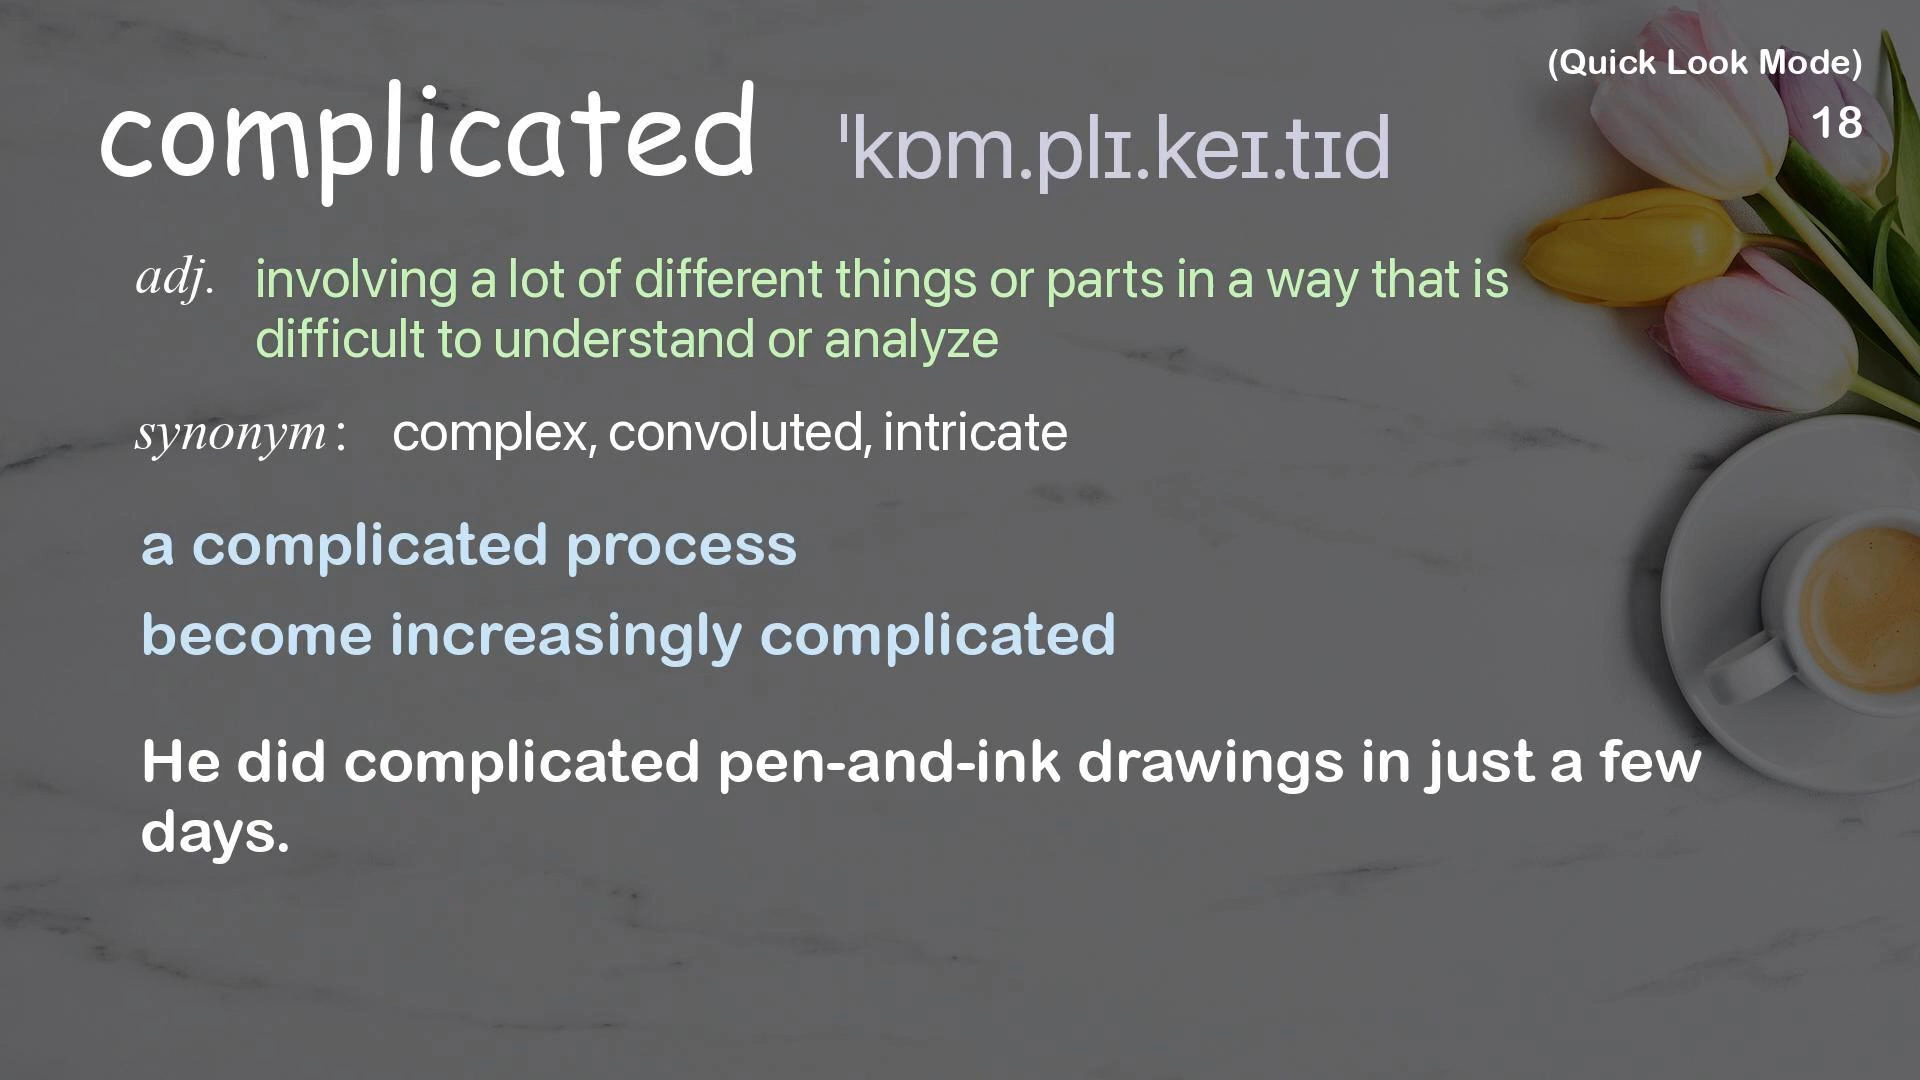 (Quick Look Mode)
18
complicated ˈkɒm.plɪ.keɪ.tɪd
adj. involving a lot of different things or parts in a way that is
difficult to understand or analyze
synonym: complex, convoluted, intricate
a complicated process
become increasingly complicated
He did complicated pen-and-ink drawings in just a few
days.